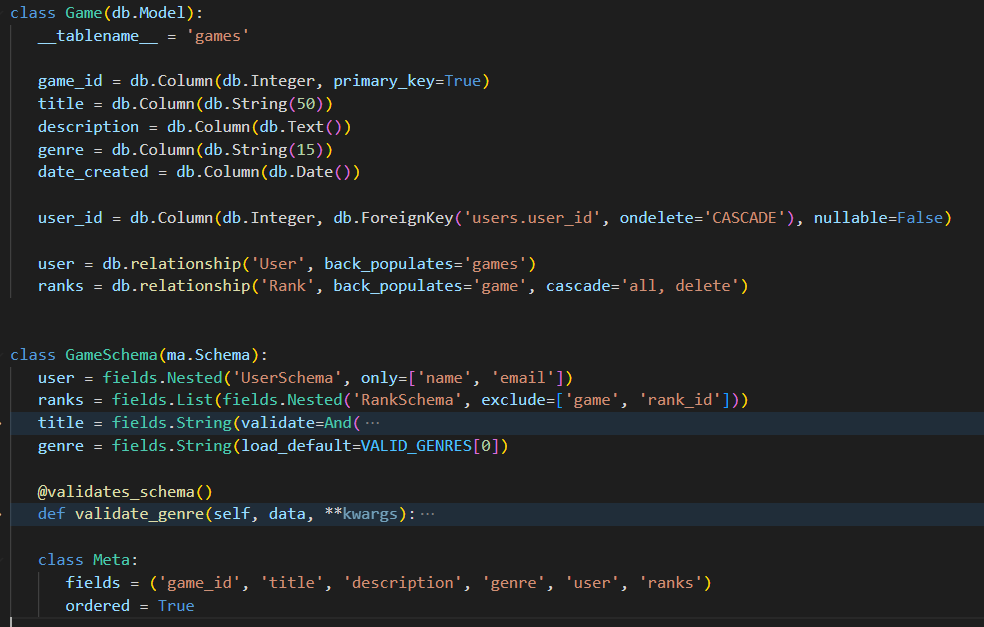 class Game(db.Model):
    __tablename__ = 'games'

    game_id = db.Column(db.Integer, primary_key=True)
    title = db.Column(db.String(50))
    description = db.Column(db.Text())
    genre = db.Column(db.String(15))
    date_created = db.Column(db.Date())

    user_id = db.Column(db.Integer, db.ForeignKey('users.user_id', ondelete='CASCADE'), nullable=False)

    user = db.relationship('User', back_populates='games')
    ranks = db.relationship('Rank', back_populates='game', cascade='all, delete')


class GameSchema(ma.Schema):
    user = fields.Nested('UserSchema', only=['name', 'email'])
    ranks = fields.List(fields.Nested('RankSchema', exclude=['game', 'rank_id']))
    title = fields.String(validate=And( ⋯
    genre = fields.String(load_default=VALID_GENRES[0])

    @validates_schema()
    def validate_genre(self, data, **kwargs): ⋯

    class Meta:
        fields = ('game_id', 'title', 'description', 'genre', 'user', 'ranks')
        ordered = True